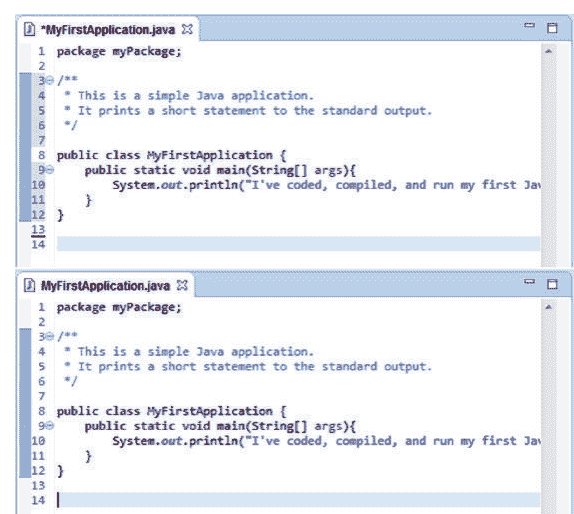 *MyFirstApplication.java
1 package myPackage;
2
3 /**
4 * This is a simple Java application.
5 * It prints a short statement to the standard output.
6 */
7
8 public class MyFirstApplication {
9 public static void main(String[] args){
10 System.out.println("I've coded, compiled, and run my first Jav
11 }
12 }
13
14
MyFirstApplication.java
1 package myPackage;
2
3 /**
4 * This is a simple Java application.
5 * It prints a short statement to the standard output.
6 */
7
8 public class MyFirstApplication {
9 public static void main(String[] args){
10 System.out.println("I've coded, compiled, and run my first Jav
11 }
12 }
13
14